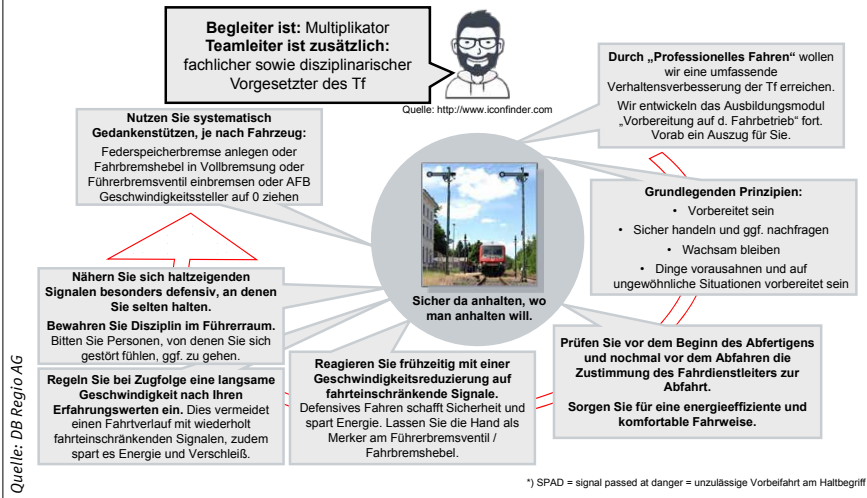 Begleiter ist: Multiplikator
Teamleiter ist zusätzlich:
fachlicher sowie disziplinarischer
Vorgesetzter des Tf
Quelle: http://www.iconfinder.com
Durch „Professionelles Fahren“ wollen
wir eine umfassende
Verhaltensverbesserung der Tf erreichen.
Wir entwickeln das Ausbildungsmodul
„Vorbereitung auf d. Fahrbetrieb“ fort.
Vorab ein Auszug für Sie.
Nutzen Sie systematisch
Gedankenstützen, je nach Fahrzeug:
Federspeicherbremse anlegen oder
Fahrbremshebel in Vollbremsung oder
Führerbremsventil einbremsen oder AFB
Geschwindigkeitssteller auf 0 ziehen
Grundlegenden Prinzipien:
• Vorbereitet sein
• Sicher handeln und ggf. nachfragen
• Wachsam bleiben
• Dinge vorausahnen und auf
ungewöhnliche Situationen vorbereitet sein
Sicher da anhalten, wo
man anhalten will.
Nähern Sie sich haltzeigenden
Signalen besonders defensiv, an denen
Sie selten halten.
Bewahren Sie Disziplin im Führerraum.
Bitten Sie Personen, von denen Sie sich
gestört fühlen, ggf. zu gehen.
Regeln Sie bei Zugfolge eine langsame
Geschwindigkeit nach Ihren
Erfahrungswerten ein. Dies vermeidet
einen Fahrtverlauf mit wiederholt
fahrteinschränkenden Signalen, zudem
spart es Energie und Verschleiß.
Reagieren Sie frühzeitig mit einer
Geschwindigkeitsreduzierung auf
fahrteinschränkende Signale.
Defensives Fahren schafft Sicherheit und
spart Energie. Lassen Sie die Hand als
Merker am Führerbremsventil /
Fahrbremshebel.
Prüfen Sie vor dem Beginn des Abfertigens
und nochmal vor dem Abfahren die
Zustimmung des Fahrdienstleiters zur
Abfahrt.
Sorgen Sie für eine energieeffiziente und
komfortable Fahrweise.
*) SPAD = signal passed at danger = unzulässige Vorbeifahrt am Haltbegriff
Quelle: DB Regio AG